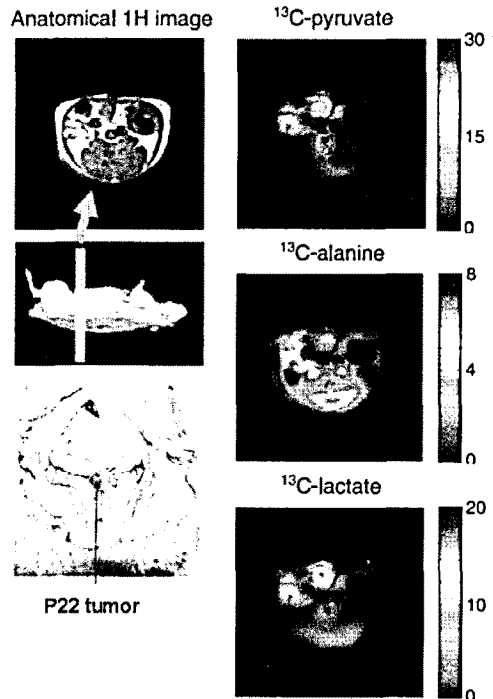 Anatomical 1H image
¹³C-pyruvate
30
15
0
¹³C-alanine
8
4
0
P22 tumor
¹³C-lactate
20
10
0